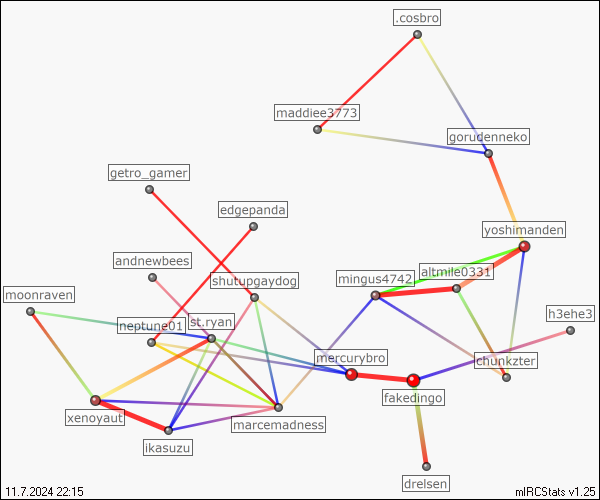 .cosbro
maddiee3773
gorudenneko
getro_gamer
edgepanda
yoshimanden
andnewbees
shutupgaydog
mingus4742
altmile0331
moonraven
neptune01
st.ryan
h3ehe3
mercurybro
chunkzter
fakedingo
xenoyaut
marcemadness
ikasuzu
drelsen
11.7.2024 22:15
mIRCStats v1.25